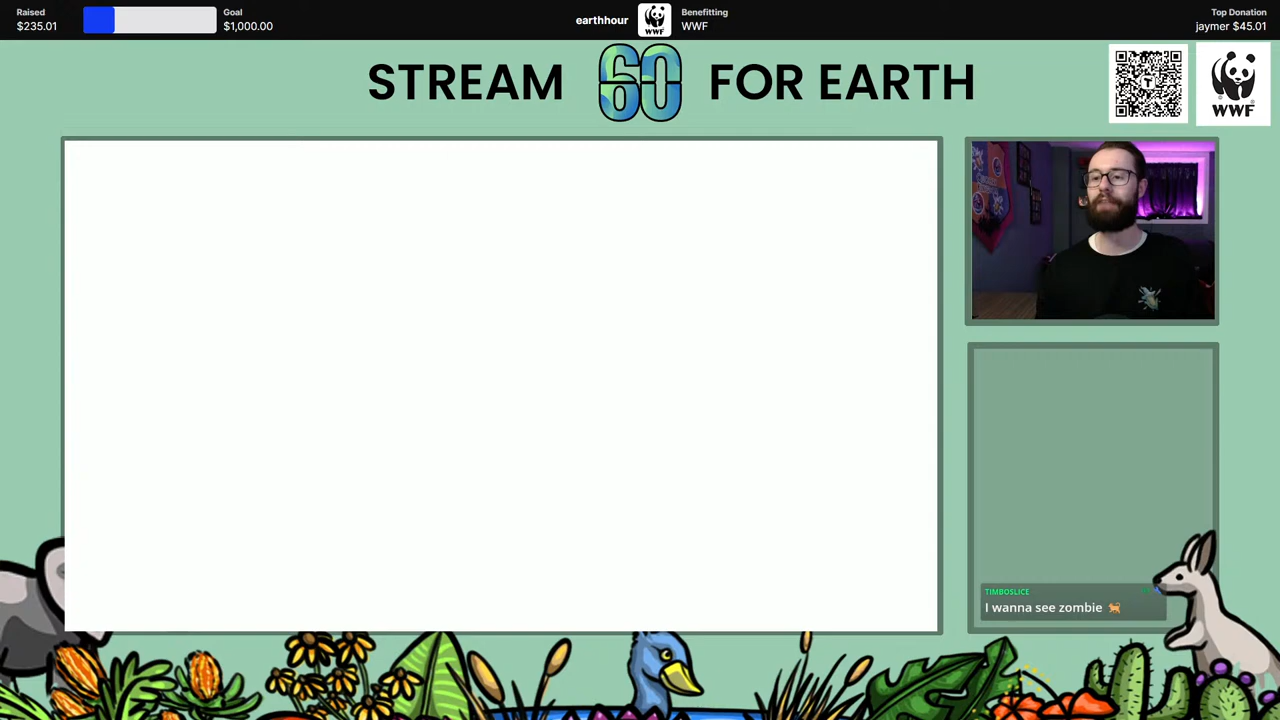 Raised
$235.01
Goal
$1,000.00
earthhour
WWF
Benefitting
WWF
Top Donation
jaymer $45.01
STREAM 60 FOR EARTH
WWF
TIMBOSLICE
I wanna see zombie